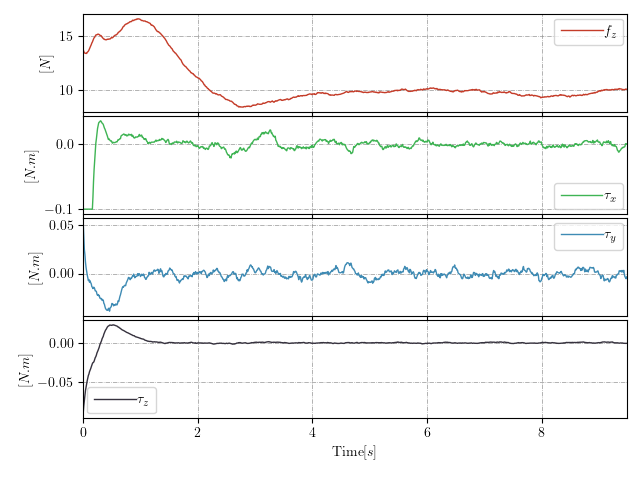 15
10
[N]
f_z
0.0
−0.1
[N.m]
τ_x
0.05
0.00
[N.m]
τ_y
0.00
−0.05
[N.m]
τ_z
0 2 4 6 8
Time[s]